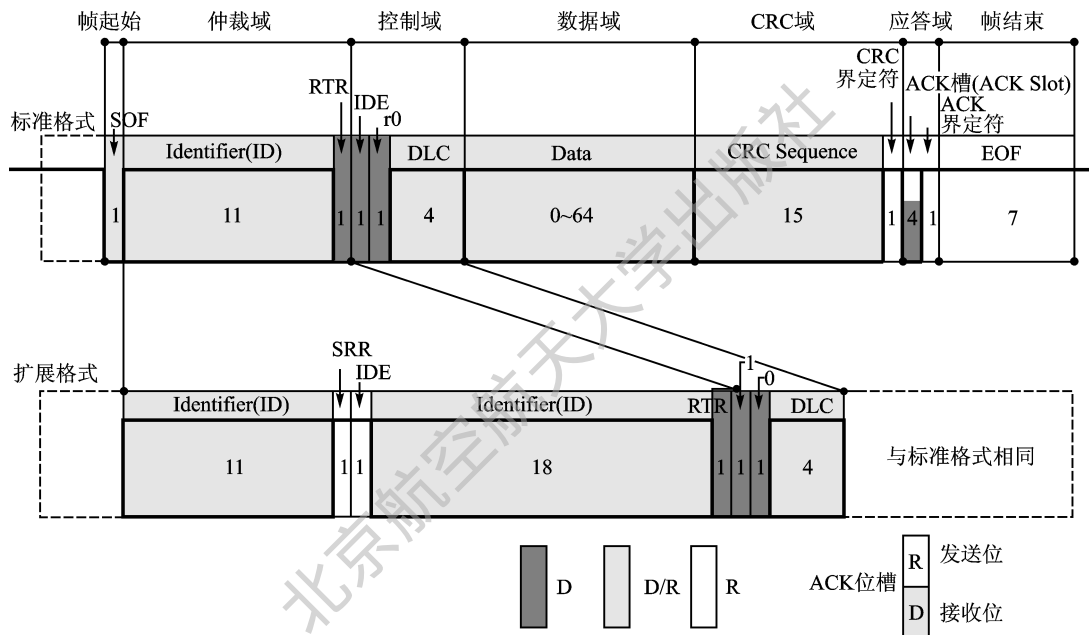 帧起始 仲裁域 控制域 数据域 CRC域 应答域 帧结束
CRC
界定符
RTR
IDE
r0
ACK槽(ACK Slot)
ACK
界定符
标准格式
SOF
Identifier(ID) DLC Data CRC Sequence EOF
1 11 1 1 1 4 0~64 15 1 4 1 7
SRR
IDE
扩展格式
r1
r0
Identifier(ID) Identifier(ID) RTR DLC
11 1 1 18 1 1 1 4
与标准格式相同
D D/R R
ACK位槽
R 发送位
D 接收位
北京航空航天大学出版社